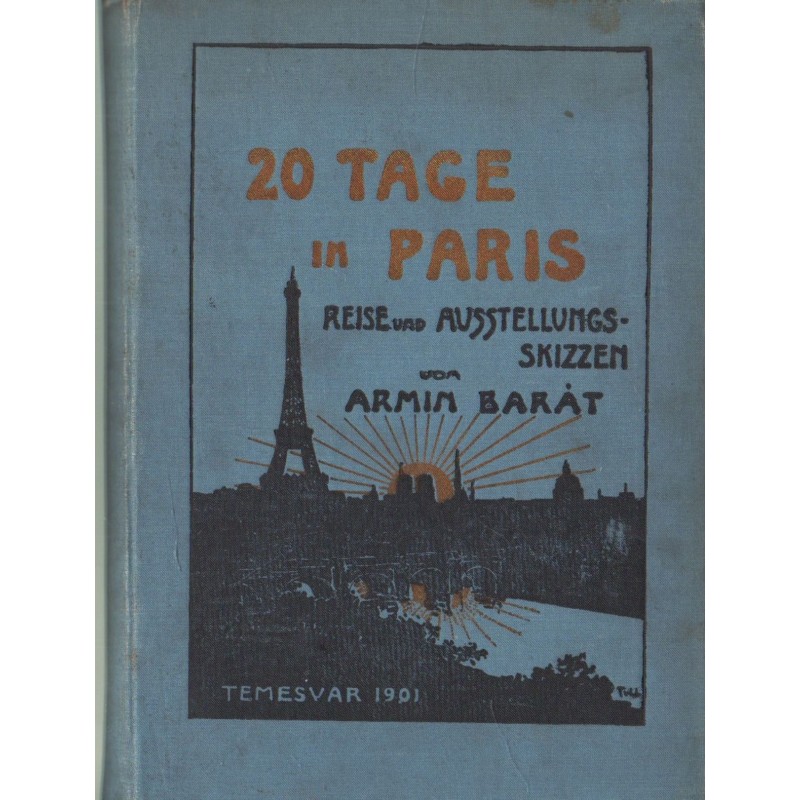 20 TAGE
IN PARIS
REISE UND AUSSTELLUNGS-
SKIZZEN
VON
ARMIN BARÁT
TEMESVAR 1901